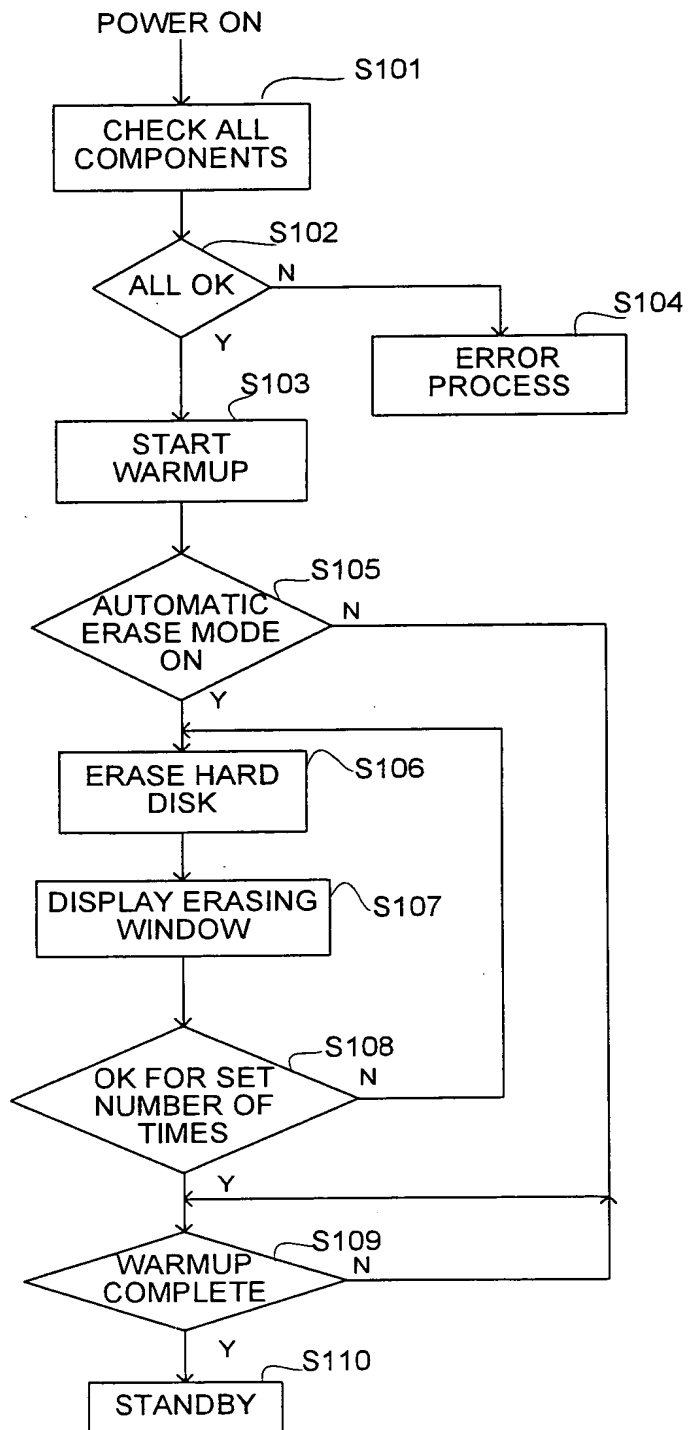 POWER ON
S101
CHECK ALL
COMPONENTS
S102
ALL OK
N
Y
S104
ERROR
PROCESS
S103
START
WARMUP
S105
AUTOMATIC
ERASE MODE
ON
N
Y
ERASE HARD
DISK
S106
DISPLAY ERASING
WINDOW
S107
S108
OK FOR SET
NUMBER OF
TIMES
N
Y
S109
WARMUP
COMPLETE
N
Y
S110
STANDBY